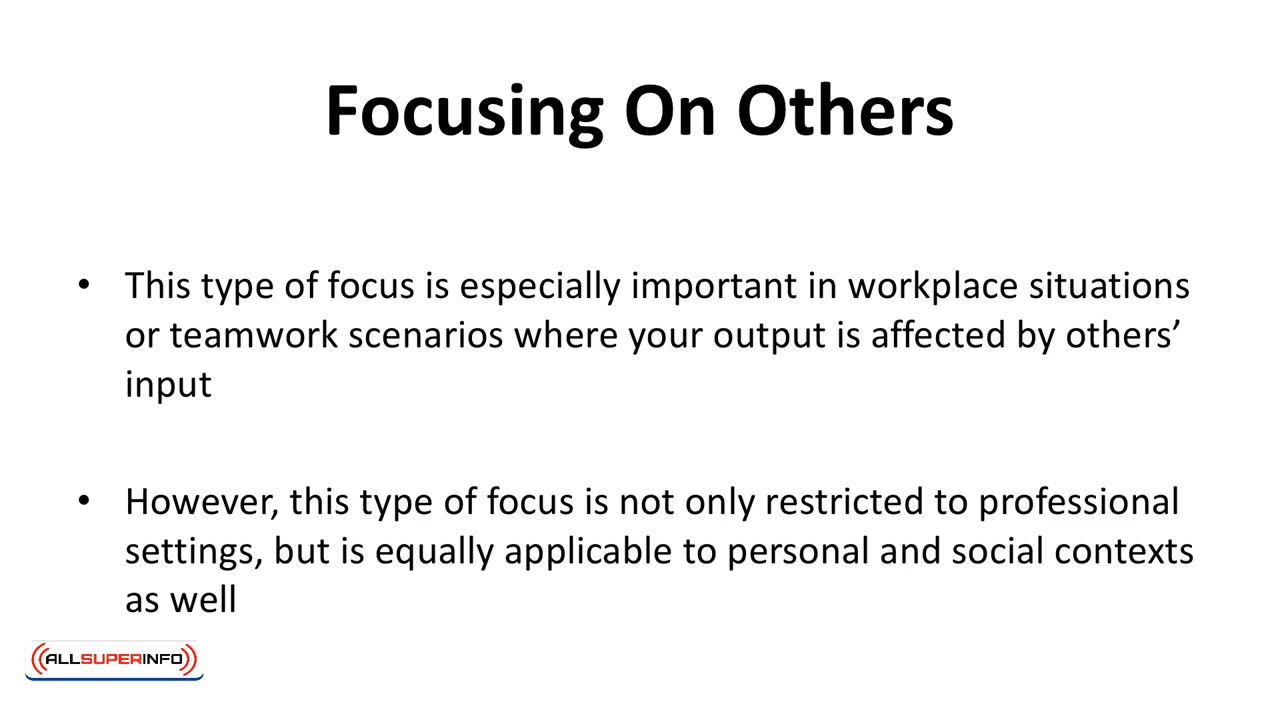 Focusing On Others
• This type of focus is especially important in workplace situations
or teamwork scenarios where your output is affected by others’
input
• However, this type of focus is not only restricted to professional
settings, but is equally applicable to personal and social contexts
as well
ALLSUPERINFO